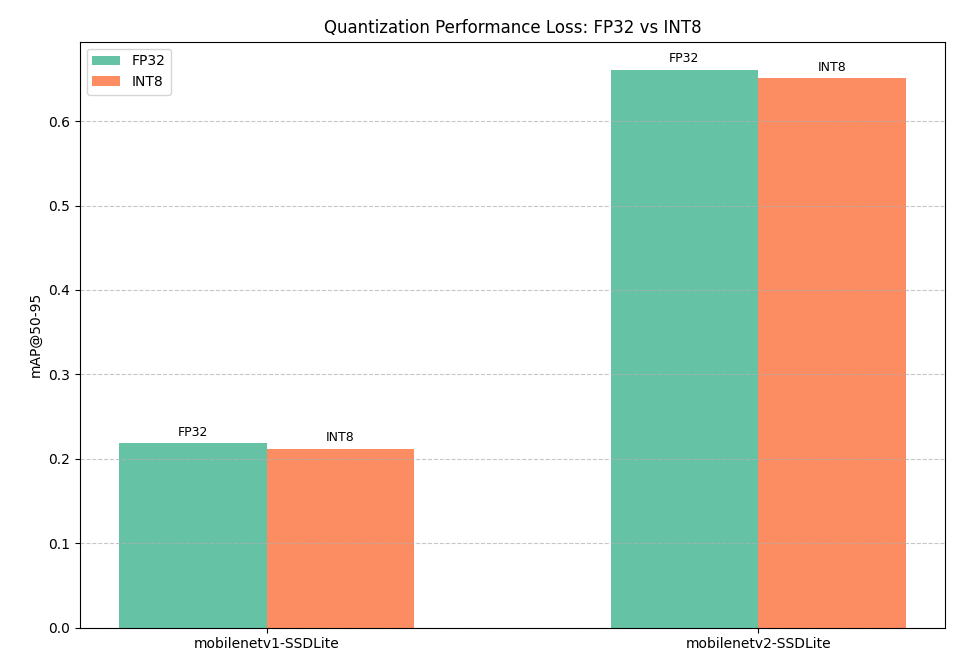 Quantization Performance Loss: FP32 vs INT8
FP32
INT8
FP32
INT8
FP32
INT8
mAP@50-95
0.6
0.5
0.4
0.3
0.2
0.1
0.0
mobilenetv1-SSDLite
mobilenetv2-SSDLite